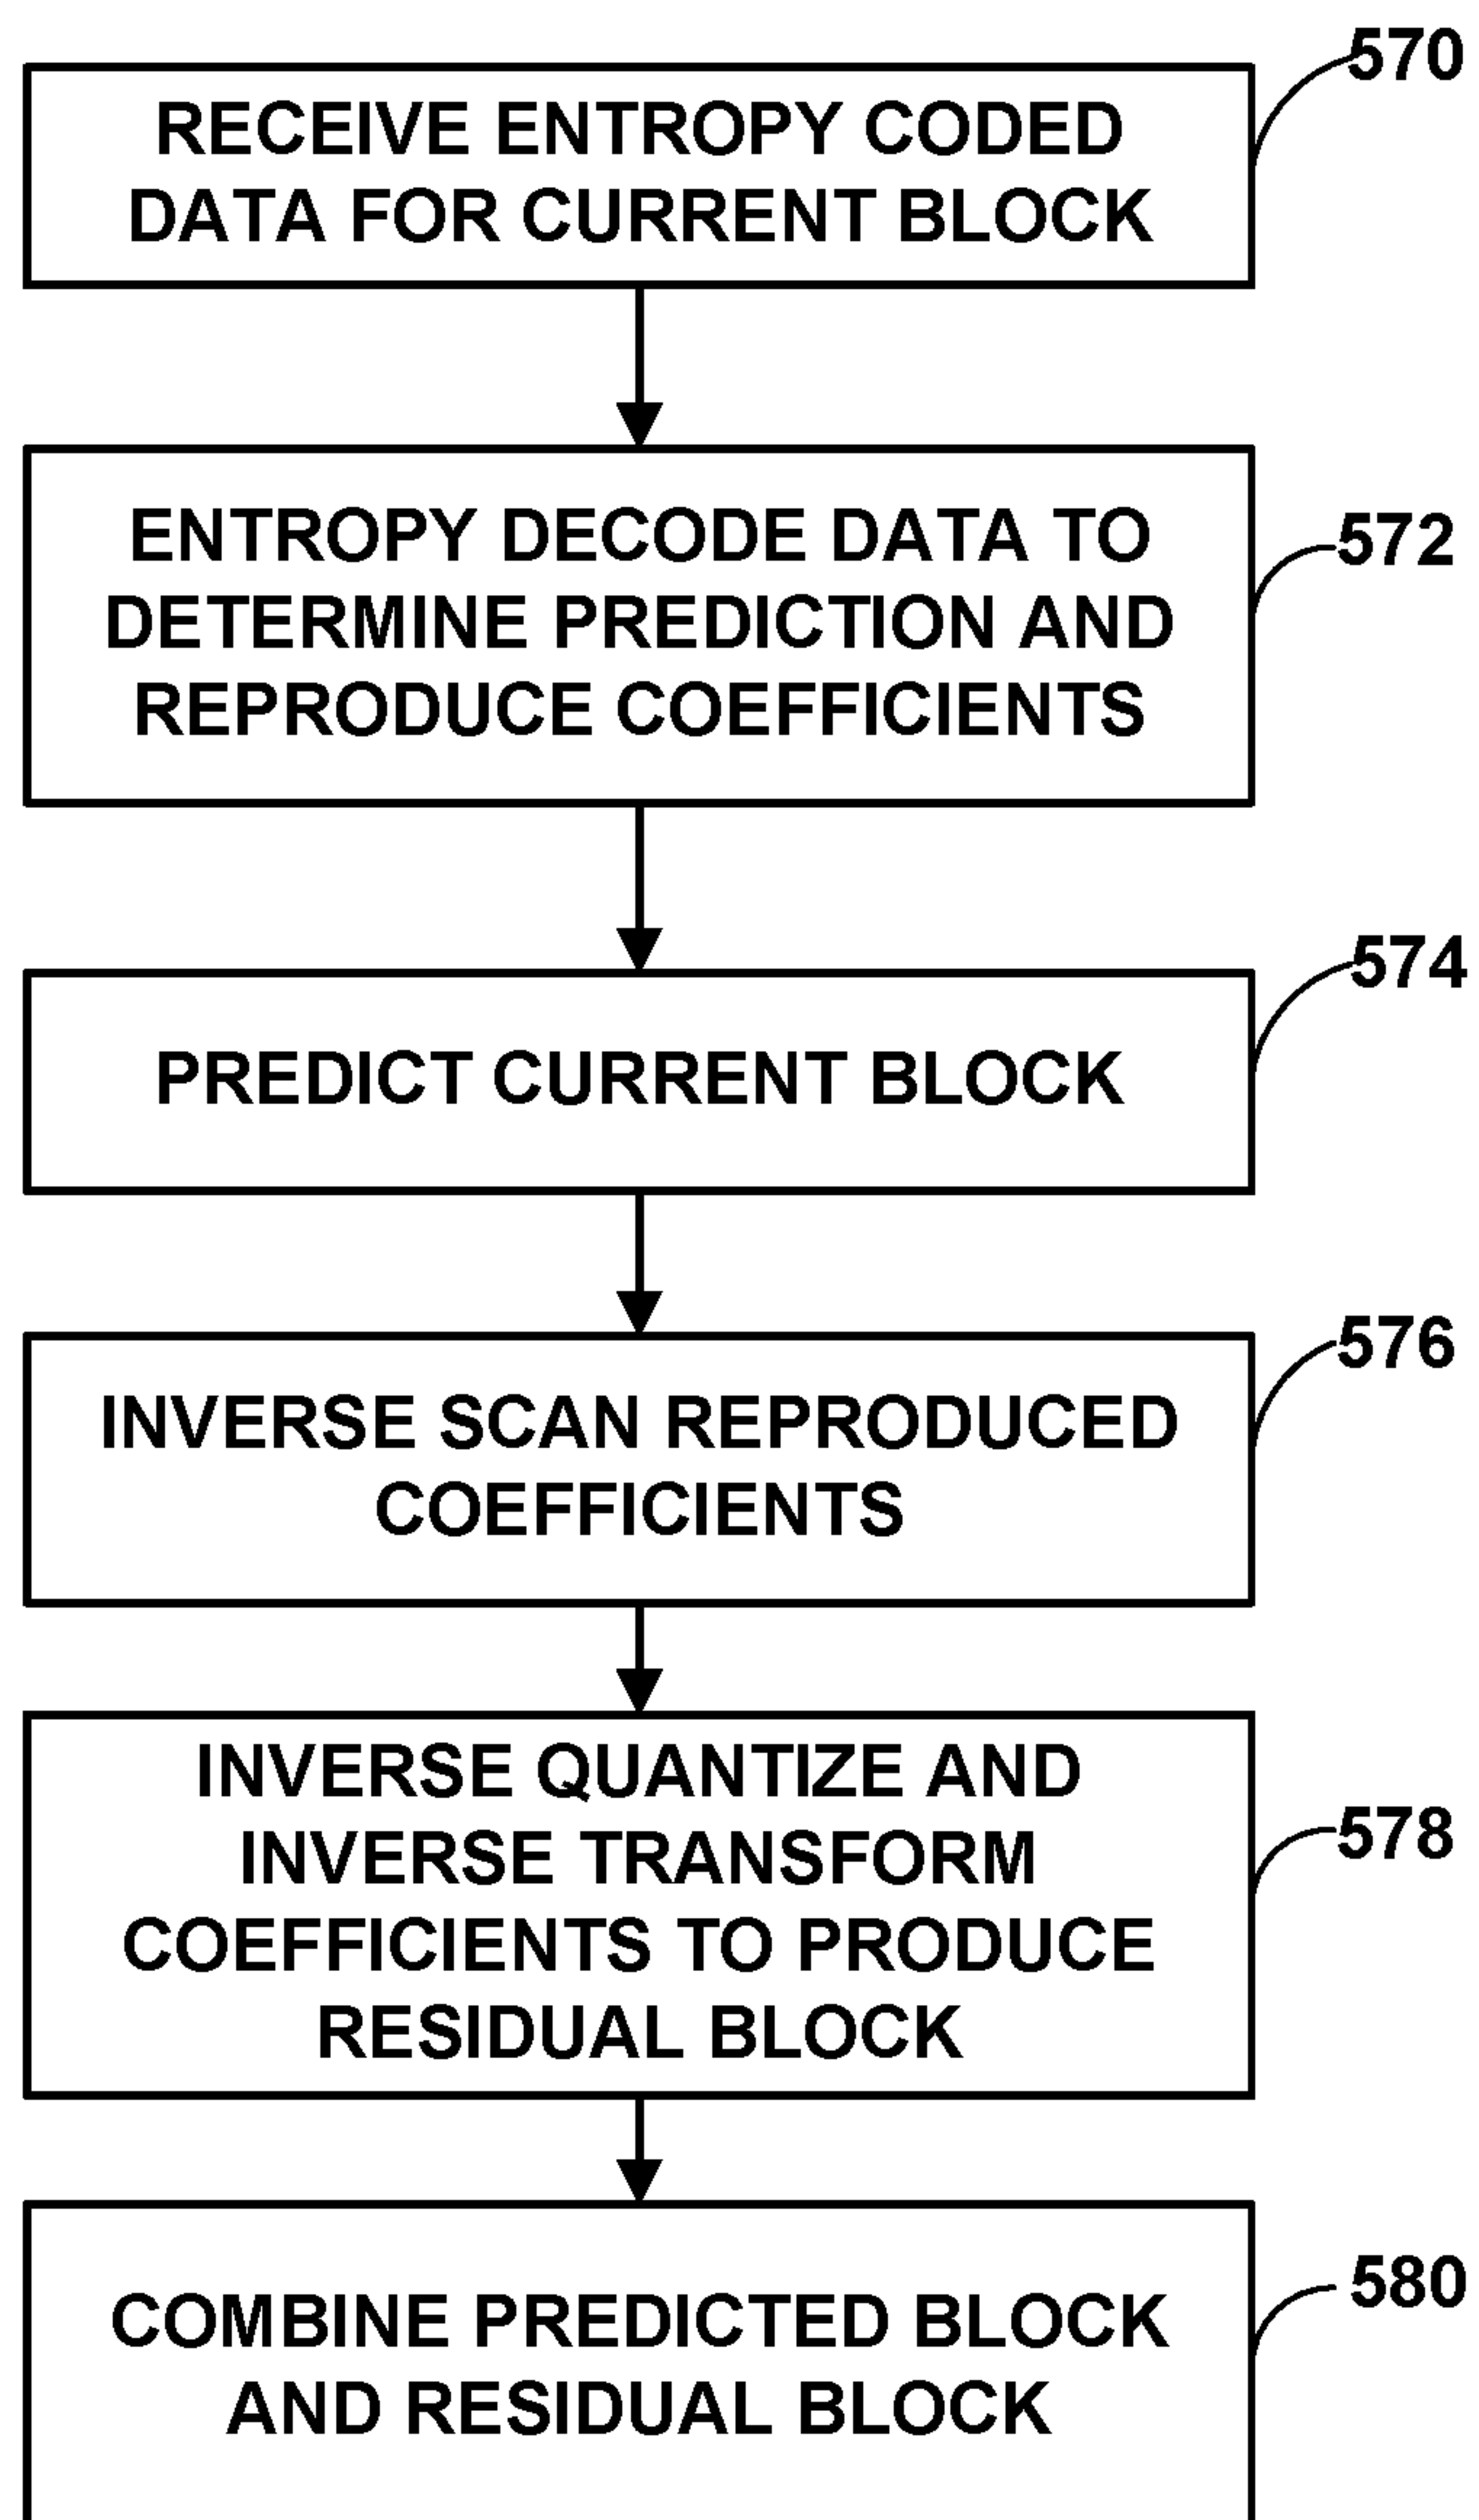 570
RECEIVE ENTROPY CODED
DATA FOR CURRENT BLOCK
572
ENTROPY DECODE DATA TO
DETERMINE PREDICTION AND
REPRODUCE COEFFICIENTS
574
PREDICT CURRENT BLOCK
576
INVERSE SCAN REPRODUCED
COEFFICIENTS
INVERSE QUANTIZE AND
INVERSE TRANSFORM
578
COEFFICIENTS TO PRODUCE
RESIDUAL BLOCK
580
COMBINE PREDICTED BLOCK
AND RESIDUAL BLOCK